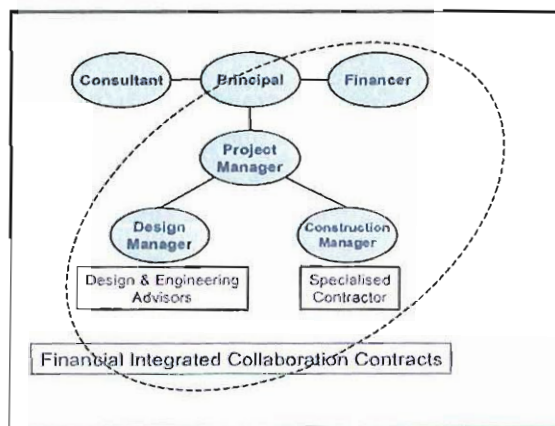 Consultant
Principal
Financer
Project
Manager
Design
Manager
Construction
Manager
Design & Engineering
Advisors
Specialised
Contractor
Financial Integrated Collaboration Contracts